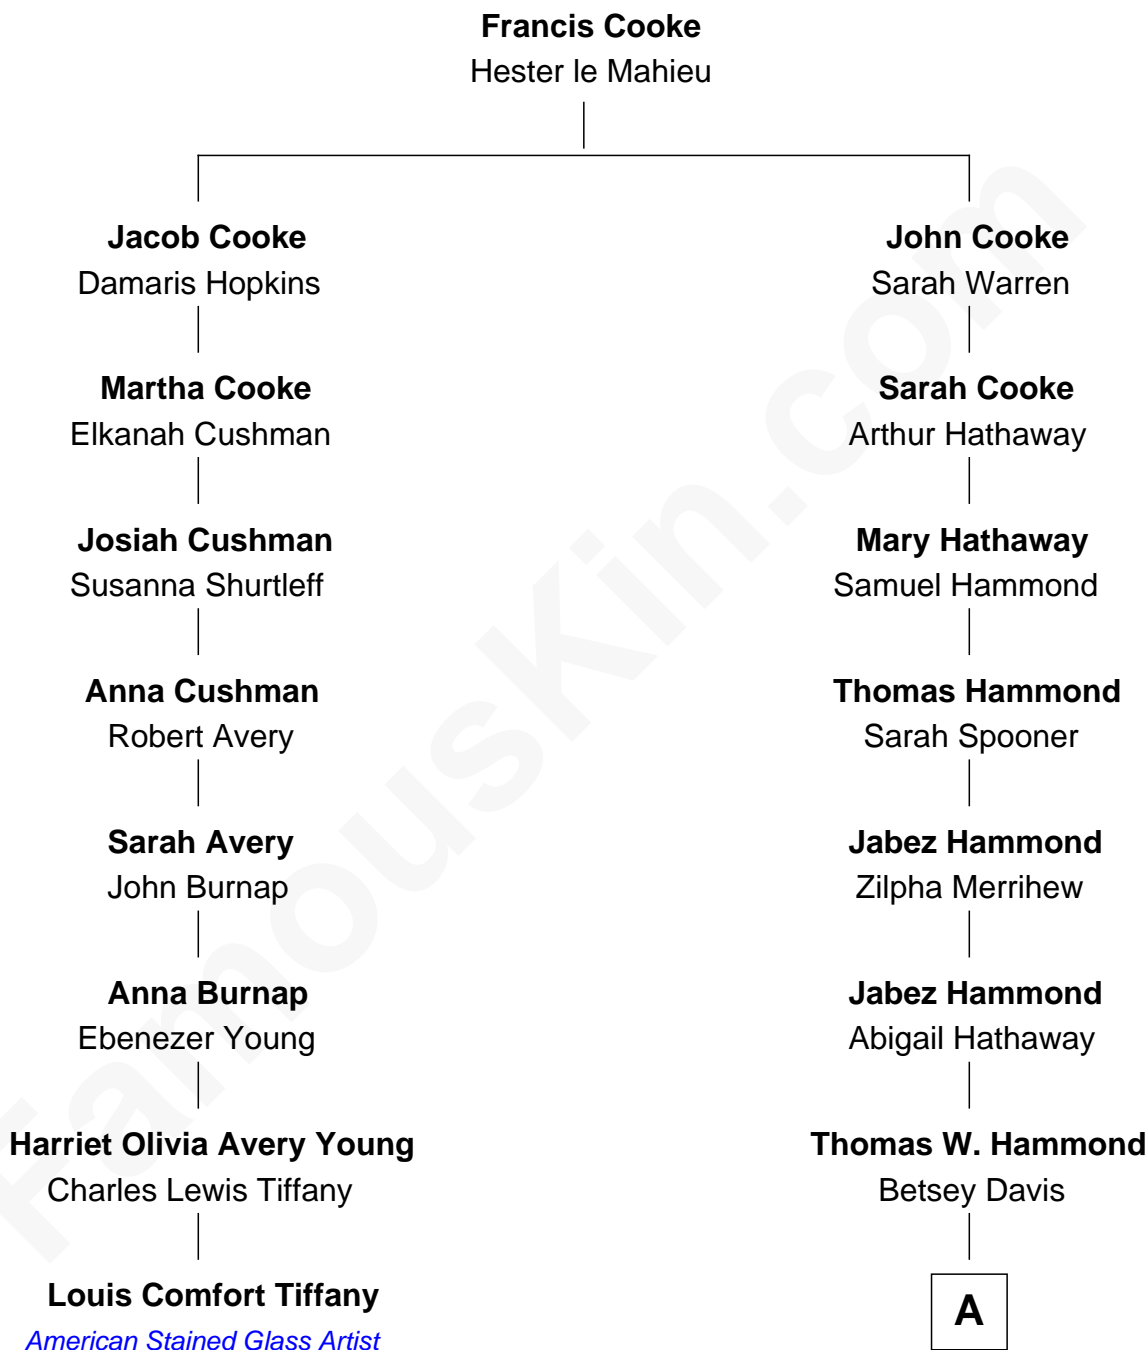 Francis Cooke
Hester le Mahieu
Jacob Cooke
Damaris Hopkins
John Cooke
Sarah Warren
Martha Cooke
Elkanah Cushman
Sarah Cooke
Arthur Hathaway
Josiah Cushman
Susanna Shurtleff
Mary Hathaway
Samuel Hammond
Anna Cushman
Robert Avery
Thomas Hammond
Sarah Spooner
Sarah Avery
John Burnap
Jabez Hammond
Zilpha Merrihew
Anna Burnap
Ebenezer Young
Jabez Hammond
Abigail Hathaway
Harriet Olivia Avery Young
Charles Lewis Tiffany
Thomas W. Hammond
Betsey Davis
Louis Comfort Tiffany
American Stained Glass Artist
A
FamousKin.com